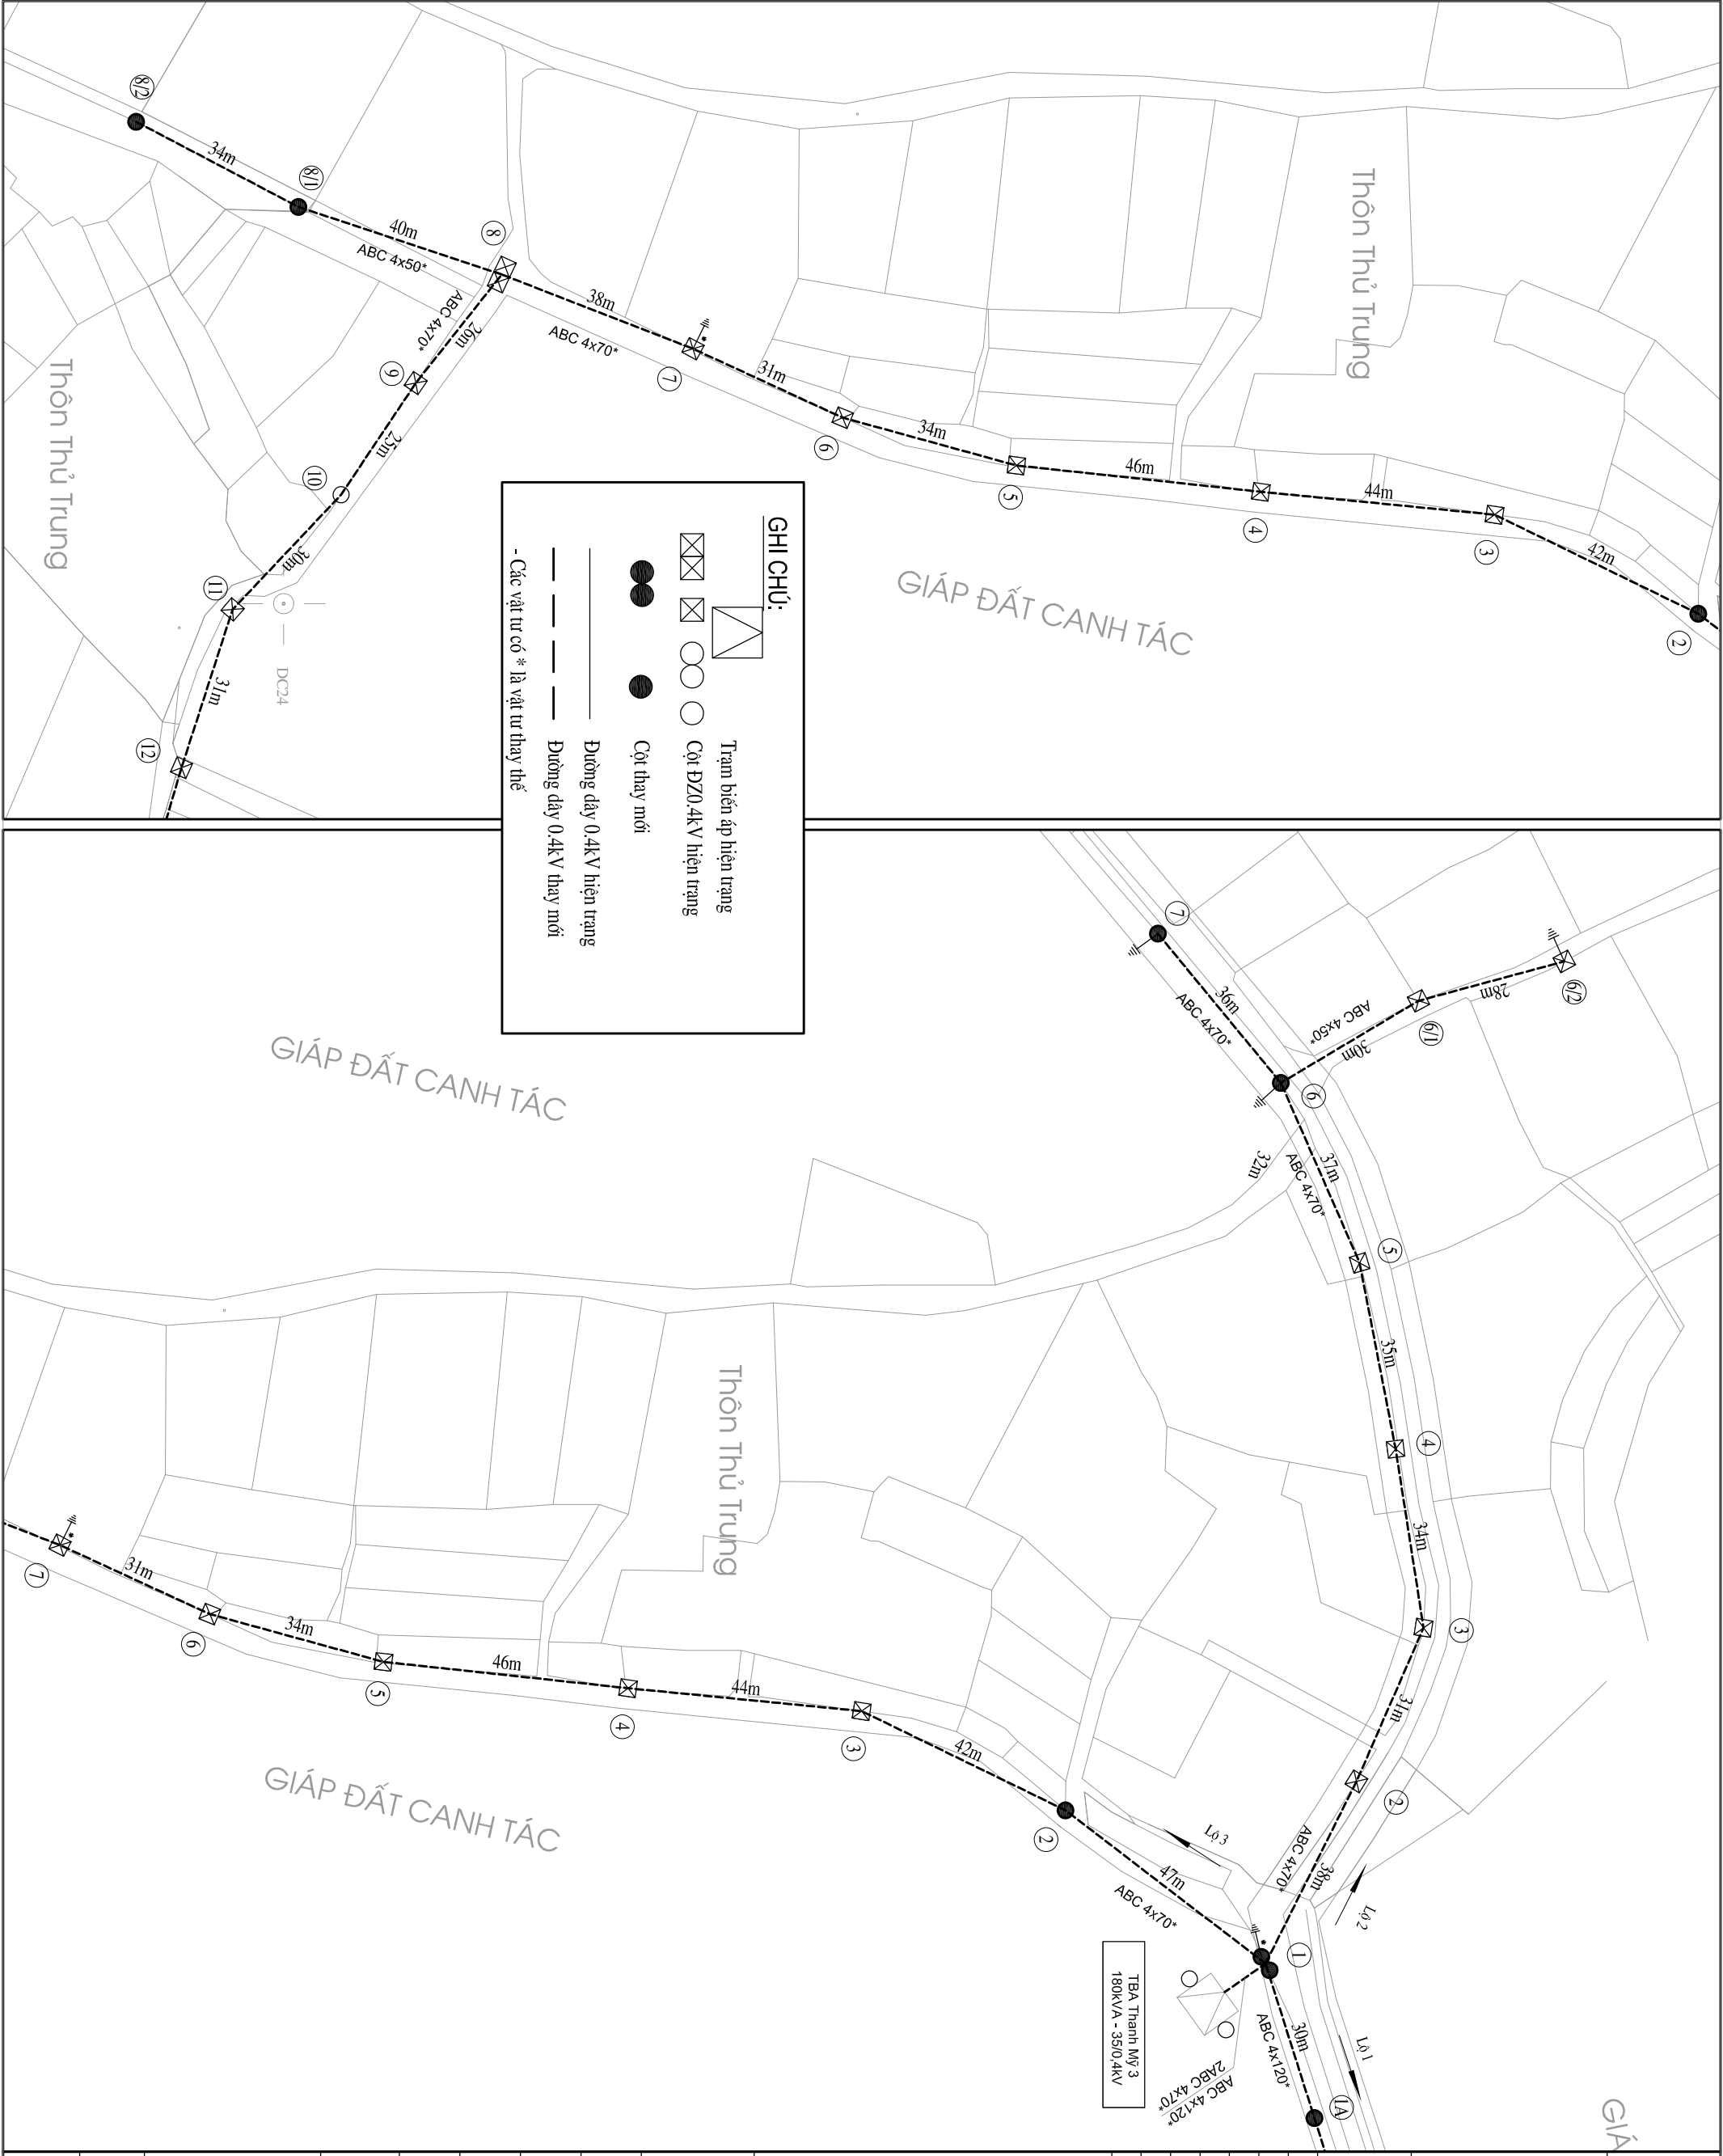 8/2
34m
8/1
40m
ABC 4x50*
8
38m
ABC 4x70*
ABC 4x70*
26m
9
25m
10
30m
11
DC24
31m
12
7
31m
6
34m
5
46m
4
44m
3
42m
2
Thôn Thủ Trung
Thôn Thủ Trung
GIÁP ĐẤT CANH TÁC
GHI CHÚ:
Trạm biến áp hiện trạng
Cột ĐZ0.4kV hiện trạng
Cột thay mới
Đường dây 0.4kV hiện trạng
Đường dây 0.4kV thay mới
- Các vật tư có * là vật tư thay thế
7
36m
ABC 4x70*
6/2
28m
6/1
ABC 4x50*
30m
6
32m
37m
ABC 4x70*
5
35m
4
34m
3
31m
2
ABC 4x70*
38m
Lộ 2
Lộ 3
1
30m
ABC 4x120*
Lộ 1
1A
ABC 4x120*
2ABC 4x70*
TBA Thanh Mỹ 3
180kVA - 35/0,4kV
47m
ABC 4x70*
2
42m
3
44m
4
46m
5
34m
6
31m
7
Thôn Thủ Trung
GIÁP ĐẤT CANH TÁC
GIÁP ĐẤT CANH TÁC
GIÁ